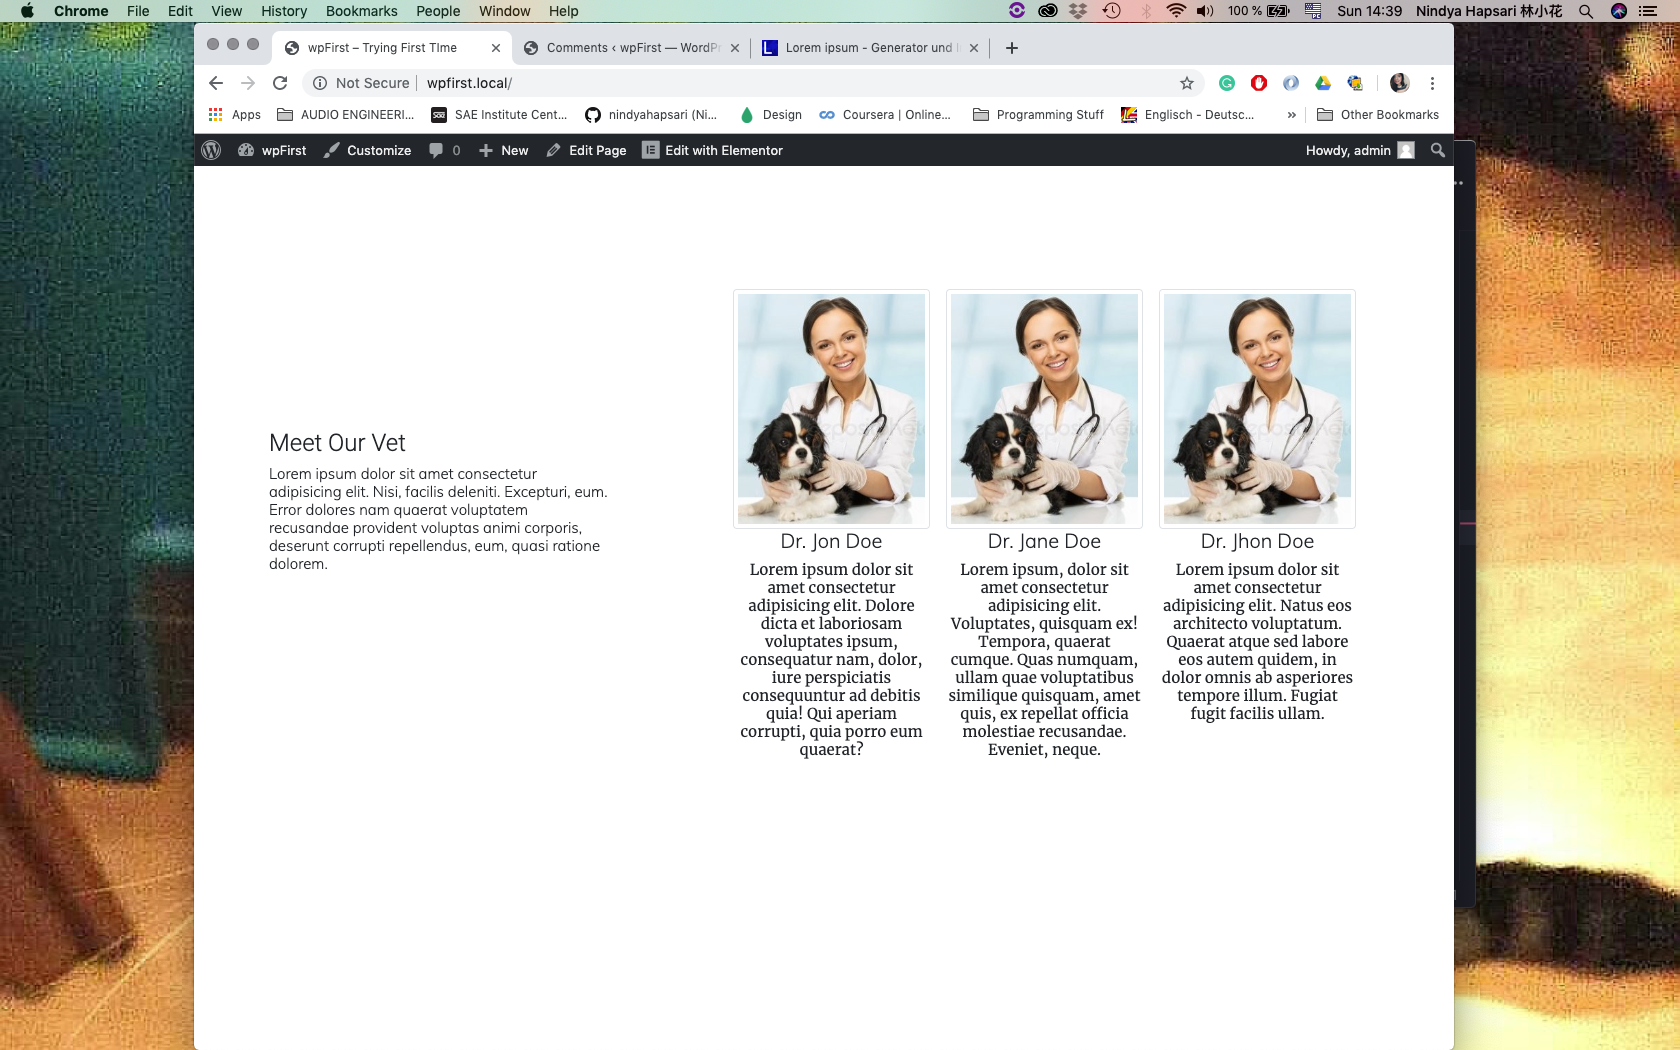 Chrome File Edit View History Bookmarks People Window Help
100 % Sun 14:39 Nindya Hapsari 林小花
wpFirst – Trying First TIme
Comments ‹ wpFirst — WordPr
Lorem ipsum - Generator und
Not Secure wpfirst.local/
Apps AUDIO ENGINEERI... SAE Institute Cent... nindyahapsari (Ni... Design Coursera | Online... Programming Stuff Englisch - Deutsc... » Other Bookmarks
wpFirst Customize 0 New Edit Page Edit with Elementor Howdy, admin
Meet Our Vet
Lorem ipsum dolor sit amet consectetur
adipisicing elit. Nisi, facilis deleniti. Excepturi, eum.
Error dolores nam quaerat voluptatem
recusandae provident voluptas animi corporis,
deserunt corrupti repellendus, eum, quasi ratione
dolorem.
Dr. Jon Doe
Lorem ipsum dolor sit
amet consectetur
adipisicing elit. Dolore
dicta et laboriosam
voluptates ipsum,
consequatur nam, dolor,
iure perspiciatis
consequuntur ad debitis
quia! Qui aperiam
corrupti, quia porro eum
quaerat?
Dr. Jane Doe
Lorem ipsum, dolor sit
amet consectetur
adipisicing elit.
Voluptates, quisquam ex!
Tempora, quaerat
cumque. Quas numquam,
ullam quae voluptatibus
similique quisquam, amet
quis, ex repellat officia
molestiae recusandae.
Eveniet, neque.
Dr. Jhon Doe
Lorem ipsum dolor sit
amet consectetur
adipisicing elit. Natus eos
architecto voluptatum.
Quaerat atque sed labore
eos autem quidem, in
dolor omnis ab asperiores
tempore illum. Fugiat
fugit facilis ullam.